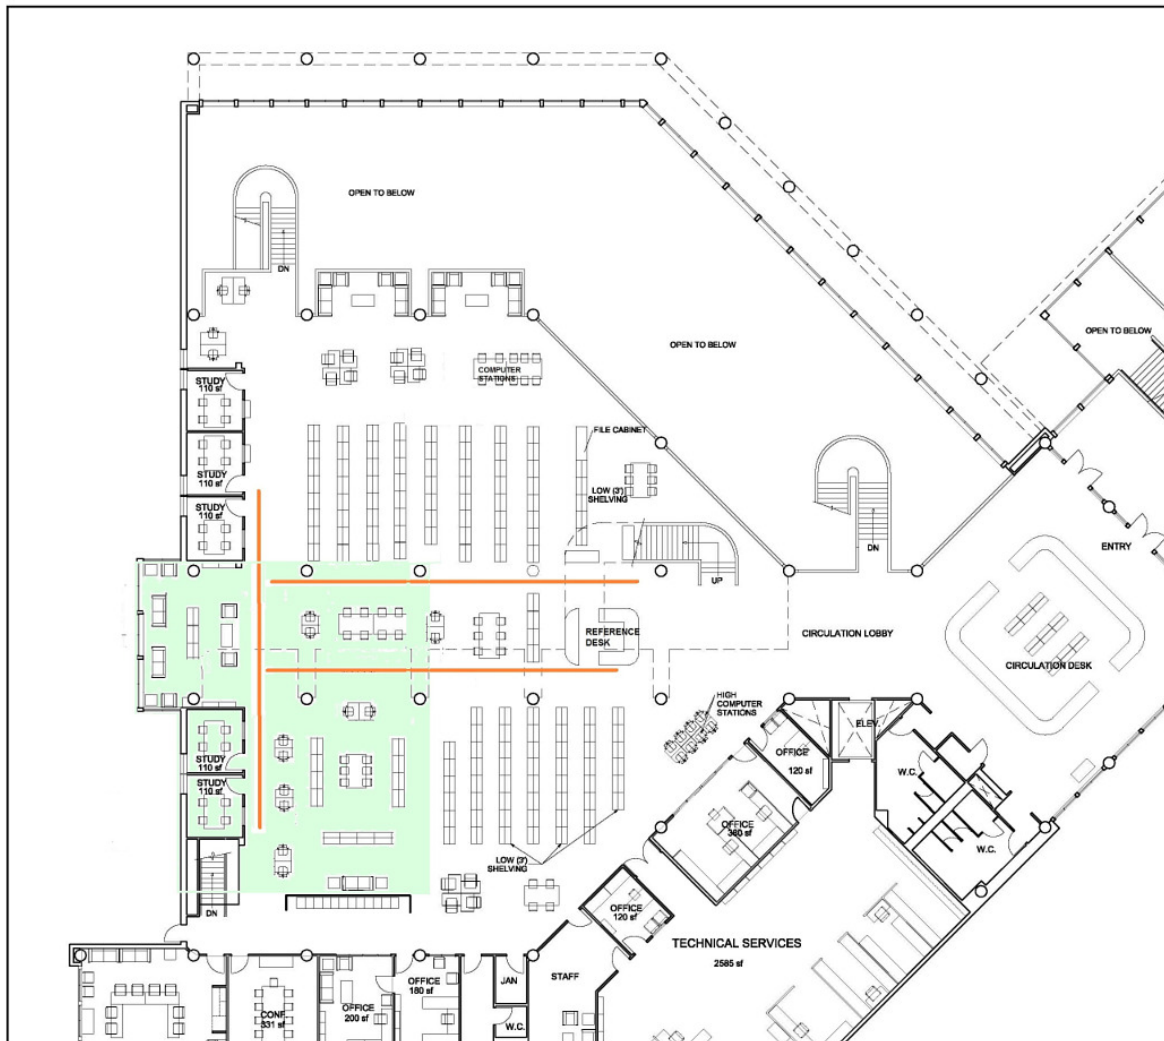 OPEN TO BELOW
DN
OPEN TO BELOW
OPEN TO BELOW
COMPUTER
STATIONS
STUDY
110 sf
FILE CABINET
STUDY
110 sf
LOW (3')
SHELVING
STUDY
110 sf
DN
ENTRY
UP
REFERENCE
DESK
CIRCULATION LOBBY
CIRCULATION DESK
HIGH
COMPUTER
STATIONS
ELEV.
STUDY
110 sf
OFFICE
120 sf
W.C.
STUDY
110 sf
OFFICE
380 sf
W.C.
LOW (3')
SHELVING
DN
OFFICE
120 sf
TECHNICAL SERVICES
2585 sf
STAFF
JAN
OFFICE
180 sf
CONF.
331 sf
OFFICE
200 sf
W.C.